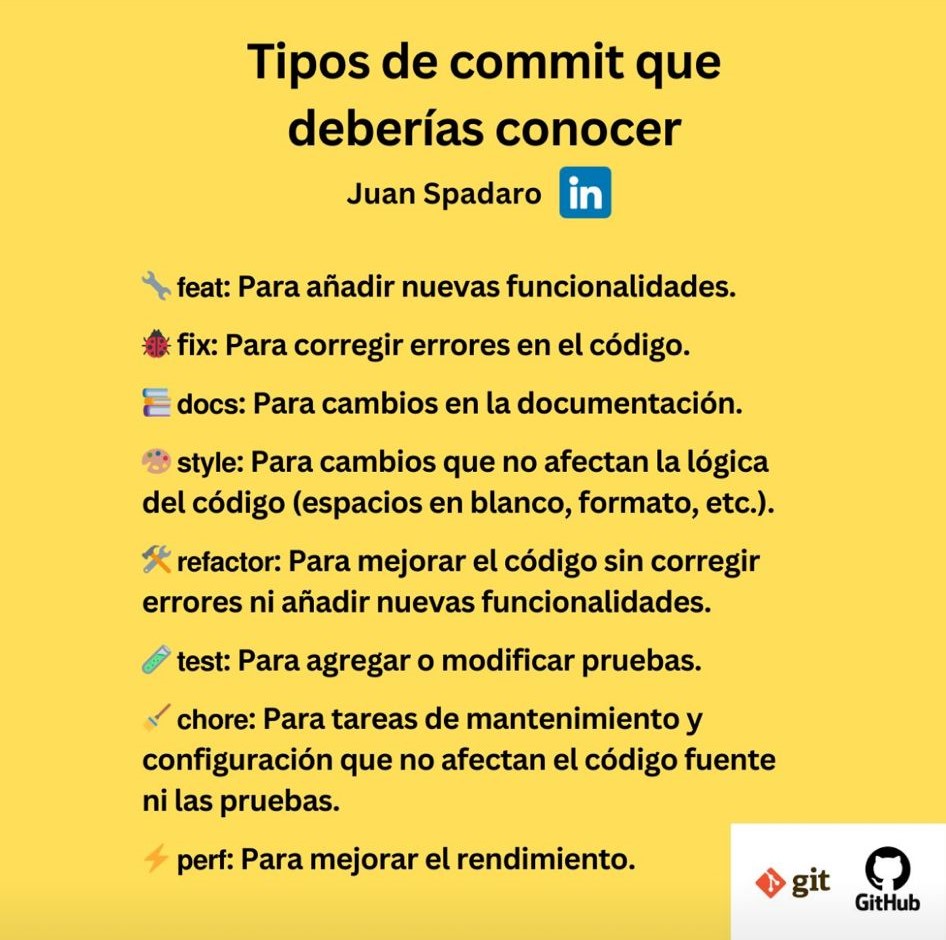 Tipos de commit que
deberías conocer
Juan Spadaro in
🔧 feat: Para añadir nuevas funcionalidades.
🐞 fix: Para corregir errores en el código.
📚 docs: Para cambios en la documentación.
🎨 style: Para cambios que no afectan la lógica
del código (espacios en blanco, formato, etc.).
🛠 refactor: Para mejorar el código sin corregir
errores ni añadir nuevas funcionalidades.
🧪 test: Para agregar o modificar pruebas.
🧹 chore: Para tareas de mantenimiento y
configuración que no afectan el código fuente
ni las pruebas.
⚡ perf: Para mejorar el rendimiento.
git
GitHub